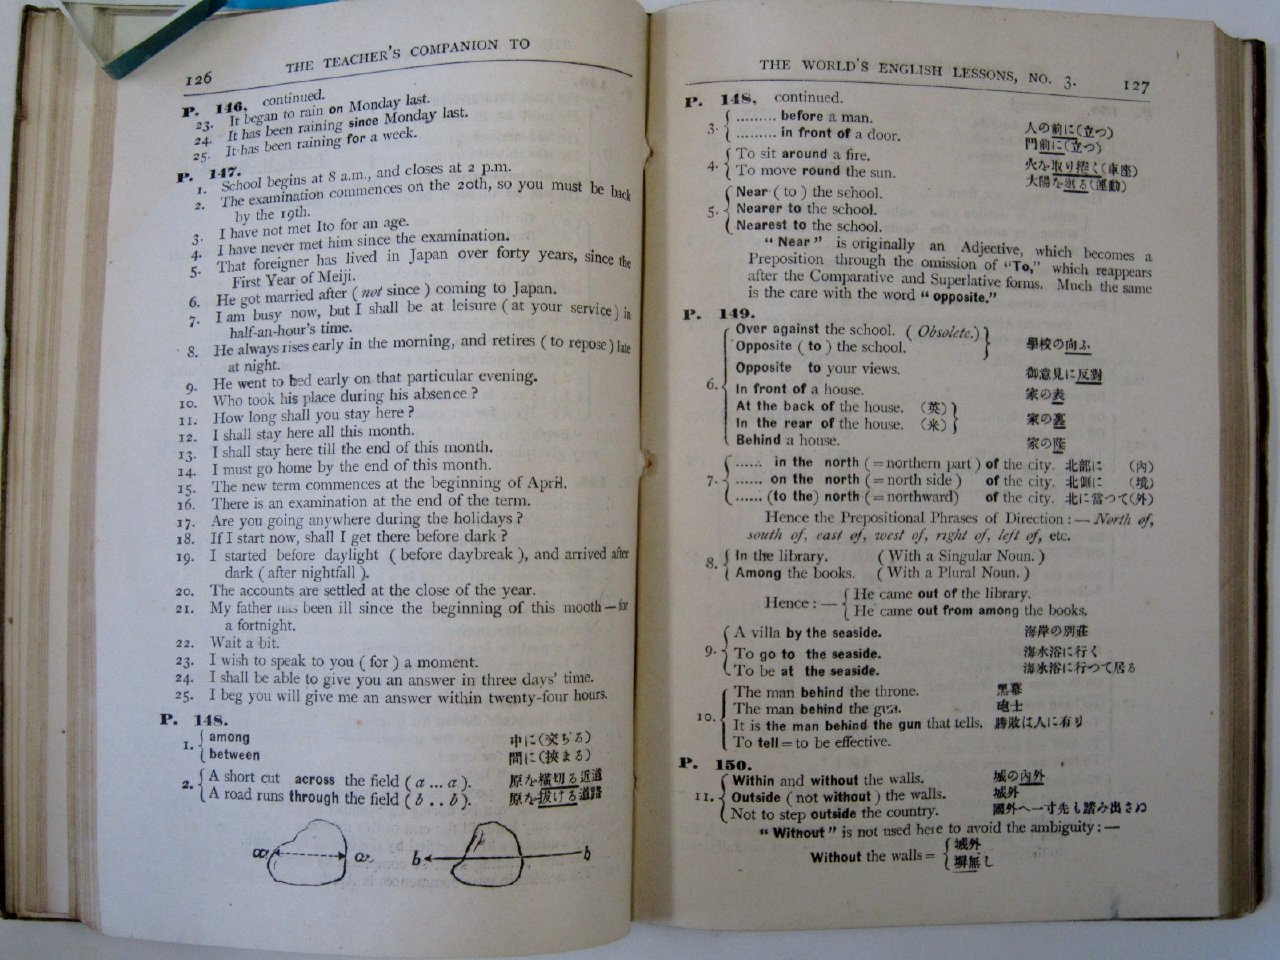 126 THE TEACHER'S COMPANION TO
P. 146, continued.
23. It began to rain on Monday last.
24. It has been raining since Monday last.
25. It has been raining for a week.
P. 147.
1. School begins at 8 a.m., and closes at 2 p.m.
2. The examination commences on the 20th, so you must be back
by the 19th.
3. I have not met Ito for an age.
4. I have never met him since the examination.
5. That foreigner has lived in Japan over forty years, since the
First Year of Meiji.
6. He got married after ( not since ) coming to Japan.
7. I am busy now, but I shall be at leisure ( at your service ) in
half-an-hour's time.
8. He always rises early in the morning, and retires ( to repose ) late
at night.
9. He went to bed early on that particular evening.
10. Who took his place during his absence ?
11. How long shall you stay here ?
12. I shall stay here all this month.
13. I shall stay here till the end of this month.
14. I must go home by the end of this month.
15. The new term commences at the beginning of April.
16. There is an examination at the end of the term.
17. Are you going anywhere during the holidays ?
18. If I start now, shall I get there before dark ?
19. I started before daylight ( before daybreak ), and arrived after
dark ( after nightfall ).
20. The accounts are settled at the close of the year.
21. My father has been ill since the beginning of this mooth — for
a fortnight.
22. Wait a bit.
23. I wish to speak to you ( for ) a moment.
24. I shall be able to give you an answer in three days' time.
25. I beg you will give me an answer within twenty-four hours.
P. 148.
1. among 中に(交ぢる)
between 間に(挾まる)
2. A short cut across the field ( a ... a ). 原を横切る近道
A road runs through the field ( b . . b ). 原を拔ける道路
a a b b
THE WORLD'S ENGLISH LESSONS, NO. 3. 127
P. 148, continued.
3. ......... before a man. 人の前に(立つ)
......... in front of a door. 門前に(立つ)
4. To sit around a fire. 火を取り捲く(車座)
To move round the sun. 大陽を廻る(運動)
5. Near ( to ) the school.
Nearer to the school.
Nearest to the school.
" Near " is originally an Adjective, which becomes a
Preposition through the omission of "To," which reappears
after the Comparative and Superlative forms. Much the same
is the care with the word " opposite."
P. 149.
6. Over against the school. ( Obsolete.)
Opposite ( to ) the school. 學校の向ふ
Opposite to your views. 御意見に反對
In front of a house. 家の表
At the back of the house. (英)
In the rear of the house. (米) 家の裏
Behind a house. 家の陰
7. ...... in the north ( = northern part ) of the city. 北部に (內)
...... on the north ( = north side ) of the city. 北側に (境)
...... (to the) north ( = northward) of the city. 北に當つて(外)
Hence the Prepositional Phrases of Direction : — North of,
south of, east of, west of, right of, left of, etc.
8. In the library. ( With a Singular Noun. )
Among the books. ( With a Plural Noun. )
Hence : — He came out of the library.
He came out from among the books.
9. A villa by the seaside. 海岸の別莊
To go to the seaside. 海水浴に行く
To be at the seaside. 海水浴に行つて居る
10. The man behind the throne. 黑幕
The man behind the gun. 砲士
It is the man behind the gun that tells. 勝敗は人に有り
To tell = to be effective.
P. 150.
11. Within and without the walls. 城の內外
Outside ( not without ) the walls. 城外
Not to step outside the country. 國外へ一寸先も踏み出さぬ
" Without " is not used here to avoid the ambiguity : —
Without the walls = 城外
塀無し